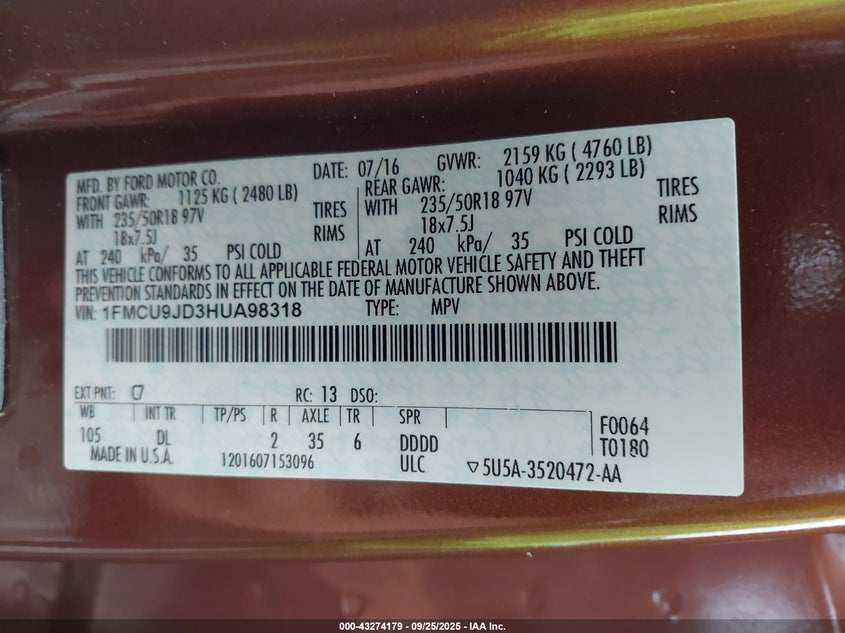 MFD. BY FORD MOTOR CO. DATE: 07/16 GVWR: 2159 KG ( 4760 LB)
FRONT GAWR: 1125 KG ( 2480 LB) REAR GAWR: 1040 KG ( 2293 LB)
WITH 235/50R18 97V TIRES WITH 235/50R18 97V TIRES
18x7.5J RIMS 18x7.5J RIMS
AT 240 kPa/ 35 PSI COLD AT 240 kPa/ 35 PSI COLD
THIS VEHICLE CONFORMS TO ALL APPLICABLE FEDERAL MOTOR VEHICLE SAFETY AND THEFT
PREVENTION STANDARDS IN EFFECT ON THE DATE OF MANUFACTURE SHOWN ABOVE.
VIN: 1FMCU9JD3HUA98318 TYPE: MPV
EXT PNT: C7 RC: 13 DSO:
WB INT TR TP/PS R AXLE TR SPR F0064
105 DL 2 35 6 DDDD T0180
MADE IN U.S.A. 1201607153096 ULC ▽5U5A-3520472-AA
000-43274179 - 09/25/2025 - IAA Inc.